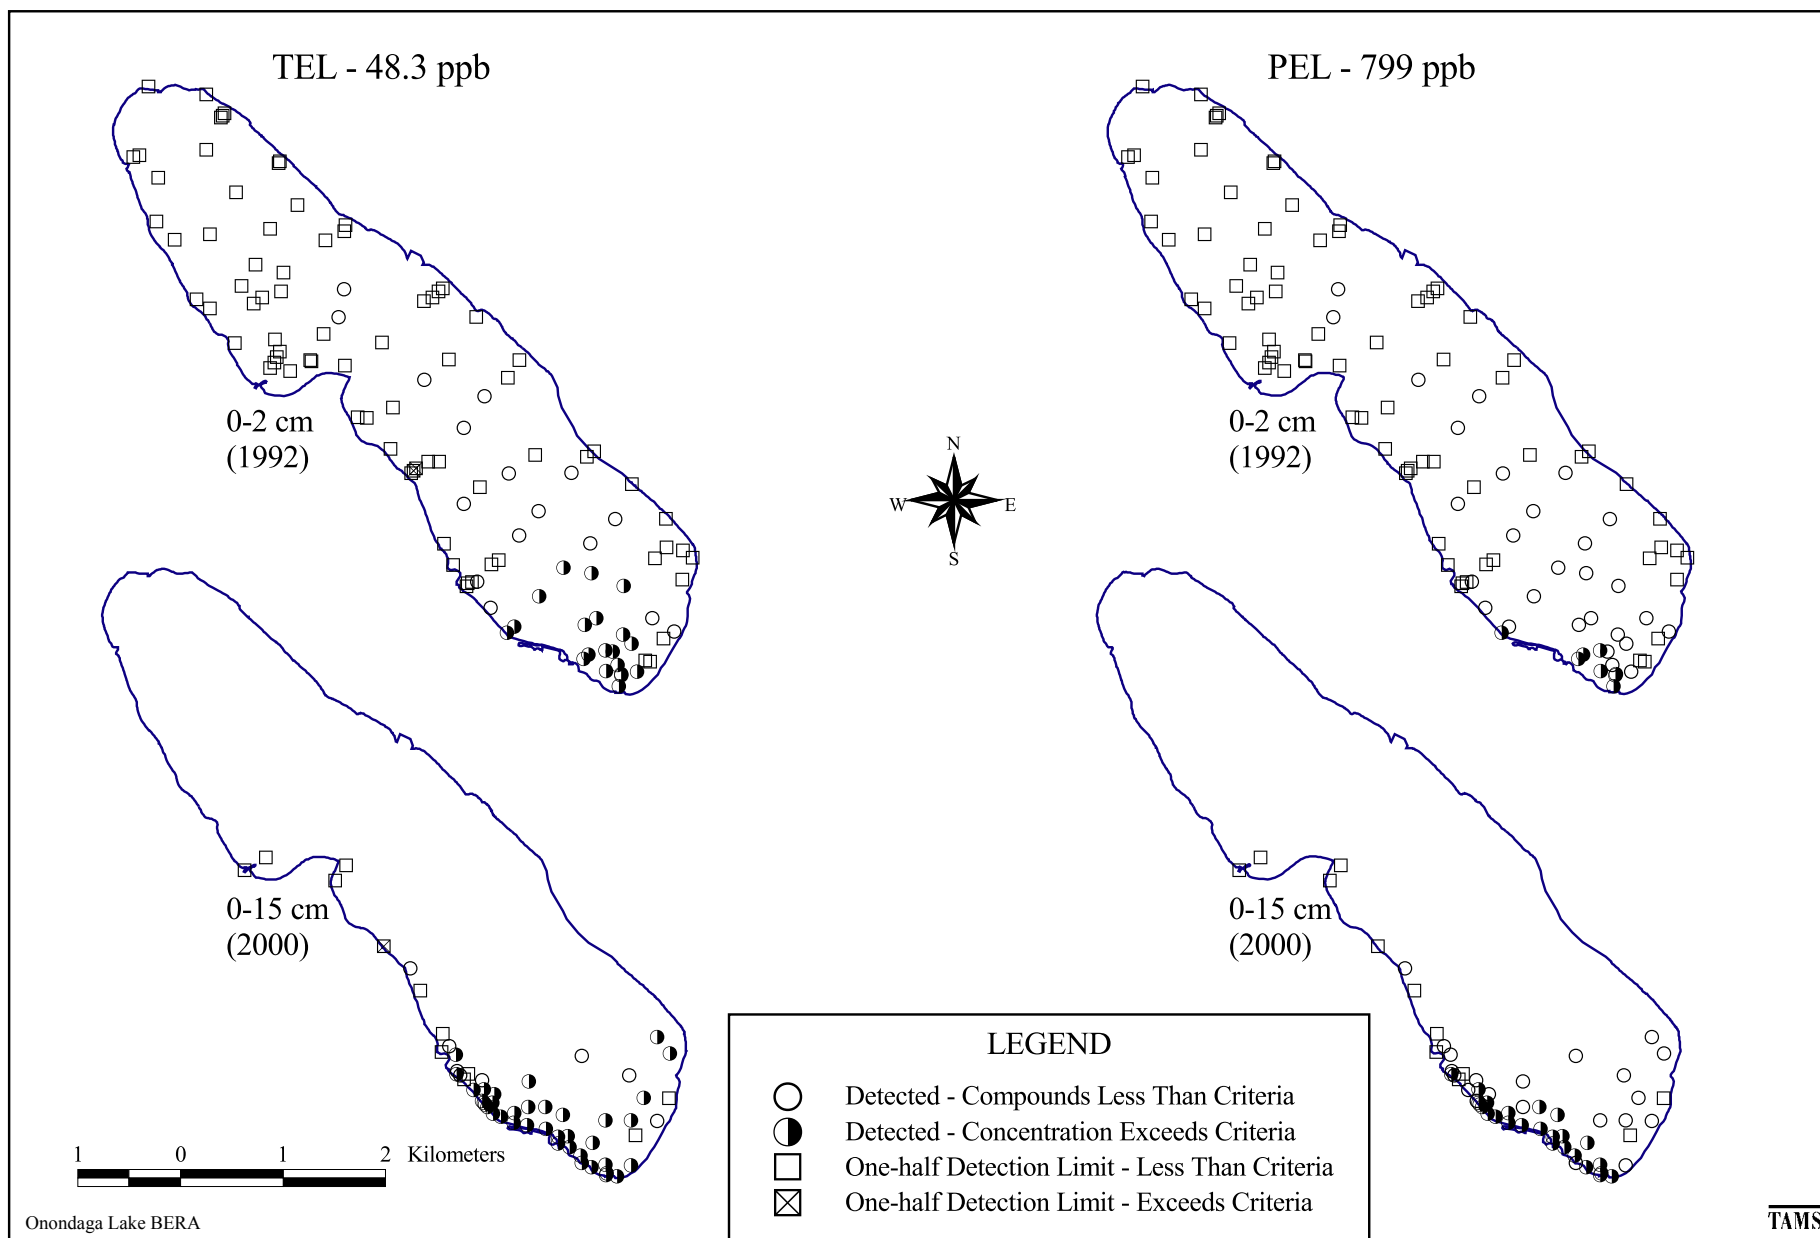 TEL - 48.3 ppb
PEL - 799 ppb
0-2 cm
(1992)
0-2 cm
(1992)
N
W E
S
0-15 cm
(2000)
0-15 cm
(2000)
LEGEND
Detected - Compounds Less Than Criteria
Detected - Concentration Exceeds Criteria
One-half Detection Limit - Less Than Criteria
One-half Detection Limit - Exceeds Criteria
1 0 1 2 Kilometers
Onondaga Lake BERA
TAMS